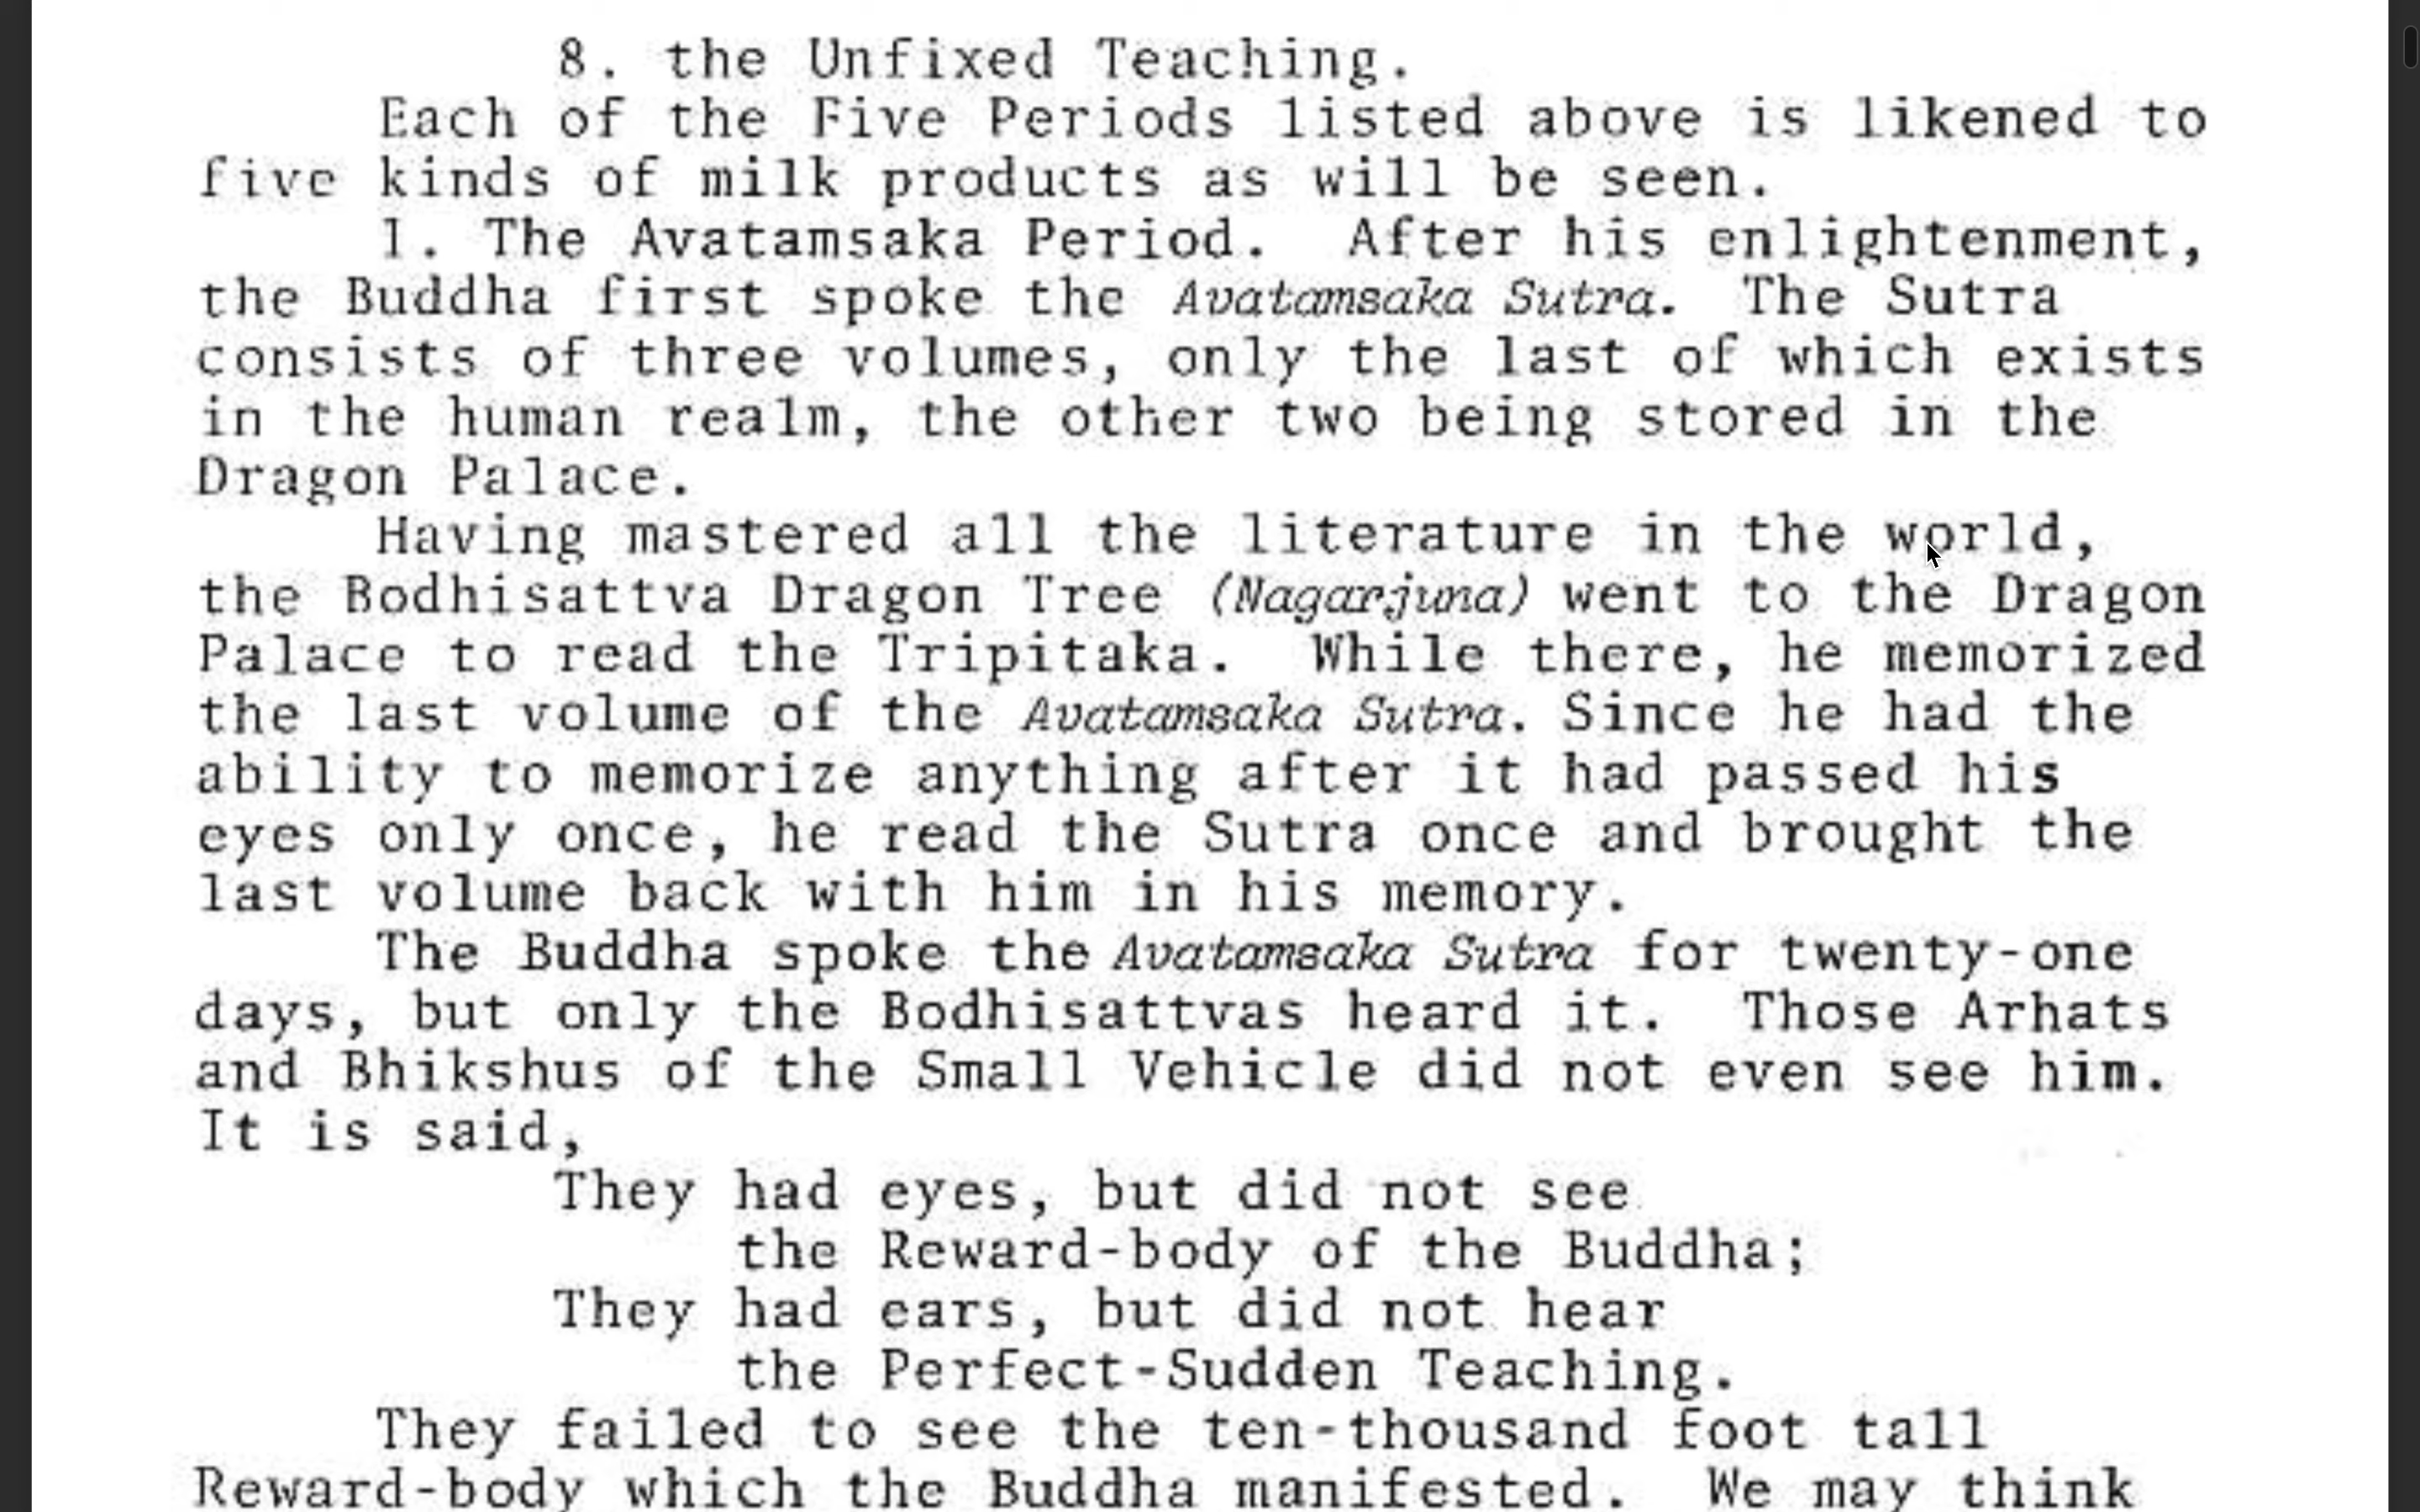 8. the Unfixed Teaching.
Each of the Five Periods listed above is likened to
five kinds of milk products as will be seen.
1. The Avatamsaka Period. After his enlightenment,
the Buddha first spoke the Avatamsaka Sutra. The Sutra
consists of three volumes, only the last of which exists
in the human realm, the other two being stored in the
Dragon Palace.
Having mastered all the literature in the world,
the Bodhisattva Dragon Tree (Nagarjuna) went to the Dragon
Palace to read the Tripitaka. While there, he memorized
the last volume of the Avatamsaka Sutra. Since he had the
ability to memorize anything after it had passed his
eyes only once, he read the Sutra once and brought the
last volume back with him in his memory.
The Buddha spoke the Avatamsaka Sutra for twenty-one
days, but only the Bodhisattvas heard it. Those Arhats
and Bhikshus of the Small Vehicle did not even see him.
It is said,
They had eyes, but did not see
the Reward-body of the Buddha;
They had ears, but did not hear
the Perfect-Sudden Teaching.
They failed to see the ten-thousand foot tall
Reward-body which the Buddha manifested. We may think